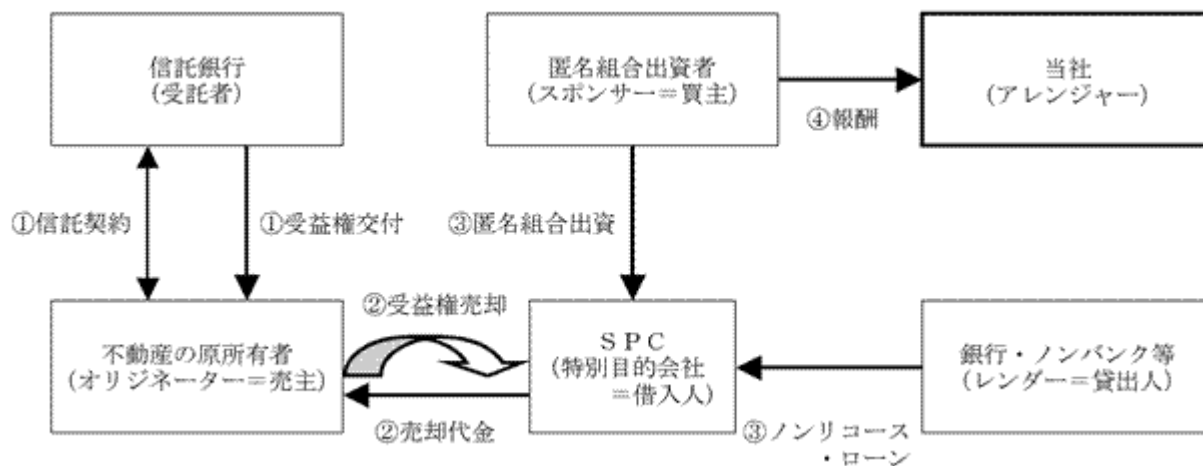 信託銀行
(受託者)
匿名組合出資者
(スポンサー＝買主)
当社
(アレンジャー)
④報酬
①信託契約
①受益権交付
③匿名組合出資
②受益権売却
不動産の原所有者
(オリジネーター＝売主)
ＳＰＣ
(特別目的会社
＝借入人)
銀行・ノンバンク等
(レンダー＝貸出人)
②売却代金
③ノンリコース
・ローン